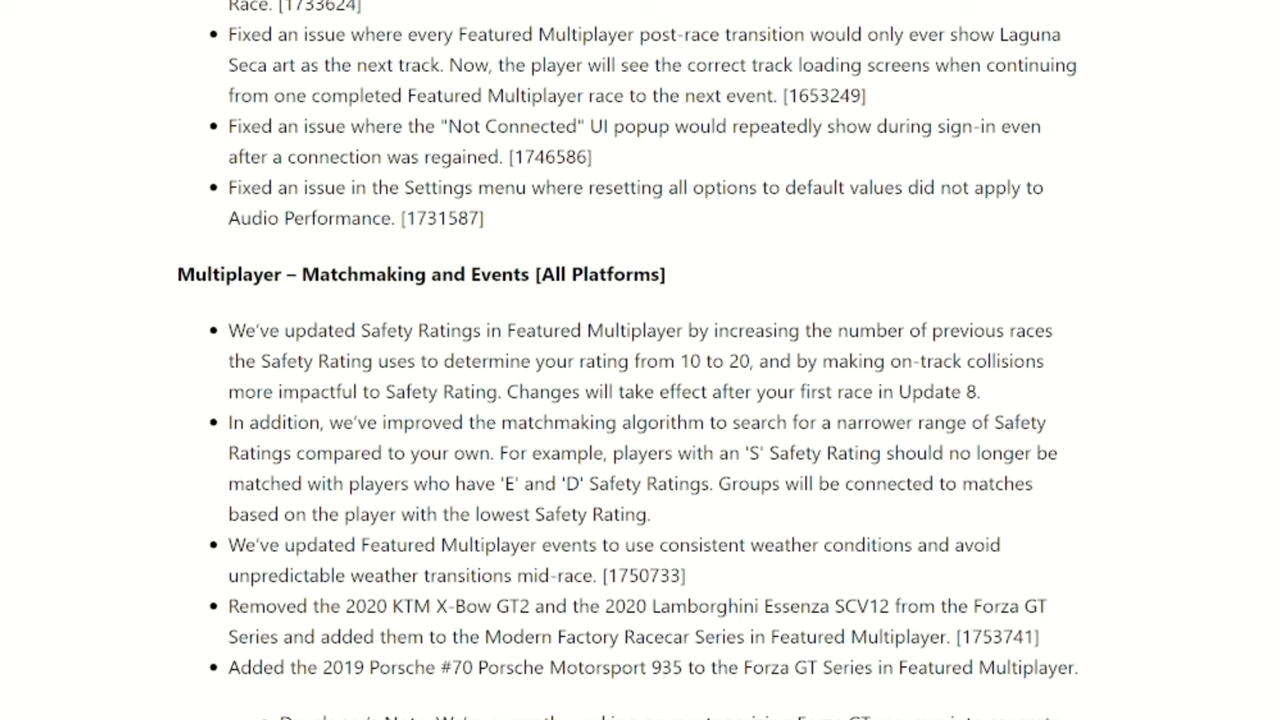 Race. [1733624]
• Fixed an issue where every Featured Multiplayer post-race transition would only ever show Laguna
Seca art as the next track. Now, the player will see the correct track loading screens when continuing
from one completed Featured Multiplayer race to the next event. [1653249]
• Fixed an issue where the "Not Connected" UI popup would repeatedly show during sign-in even
after a connection was regained. [1746586]
• Fixed an issue in the Settings menu where resetting all options to default values did not apply to
Audio Performance. [1731587]
Multiplayer – Matchmaking and Events [All Platforms]
• We've updated Safety Ratings in Featured Multiplayer by increasing the number of previous races
the Safety Rating uses to determine your rating from 10 to 20, and by making on-track collisions
more impactful to Safety Rating. Changes will take effect after your first race in Update 8.
• In addition, we've improved the matchmaking algorithm to search for a narrower range of Safety
Ratings compared to your own. For example, players with an 'S' Safety Rating should no longer be
matched with players who have 'E' and 'D' Safety Ratings. Groups will be connected to matches
based on the player with the lowest Safety Rating.
• We've updated Featured Multiplayer events to use consistent weather conditions and avoid
unpredictable weather transitions mid-race. [1750733]
• Removed the 2020 KTM X-Bow GT2 and the 2020 Lamborghini Essenza SCV12 from the Forza GT
Series and added them to the Modern Factory Racecar Series in Featured Multiplayer. [1753741]
• Added the 2019 Porsche #70 Porsche Motorsport 935 to the Forza GT Series in Featured Multiplayer.